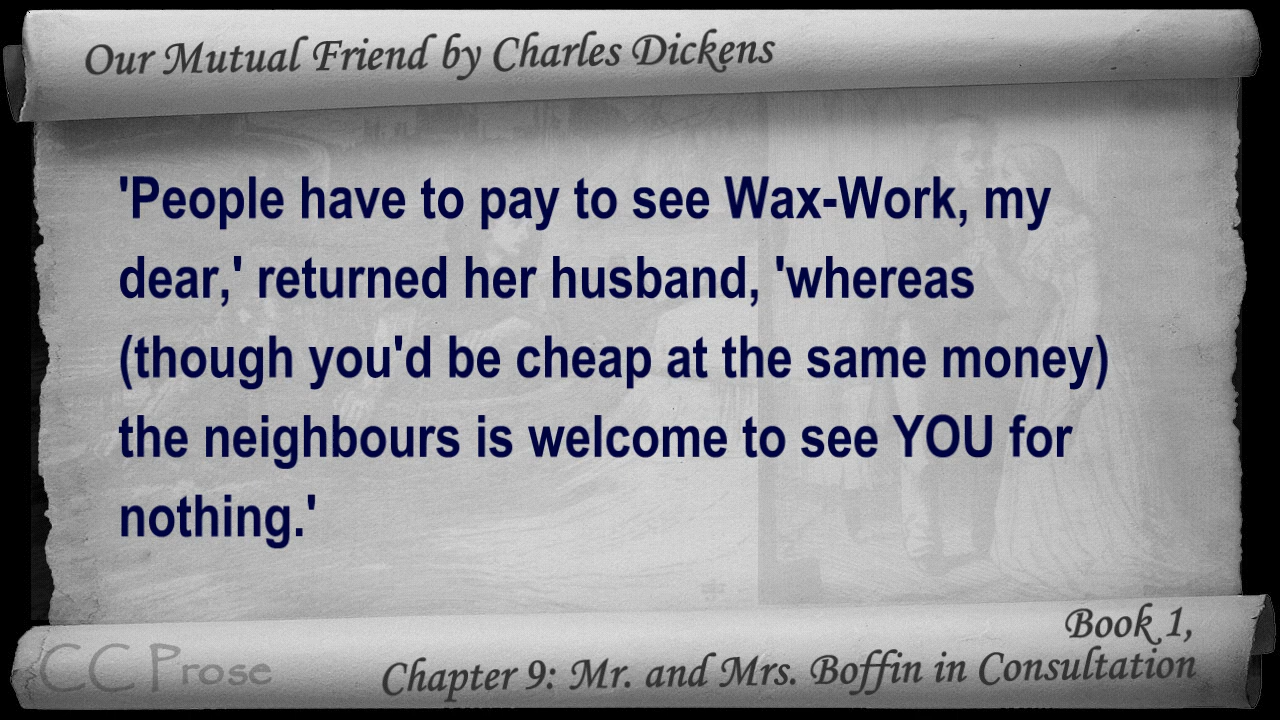 Our Mutual Friend by Charles Dickens
'People have to pay to see Wax-Work, my
dear,' returned her husband, 'whereas
(though you'd be cheap at the same money)
the neighbours is welcome to see YOU for
nothing.'
Book 1,
Chapter 9: Mr. and Mrs. Boffin in Consultation
CC Prose